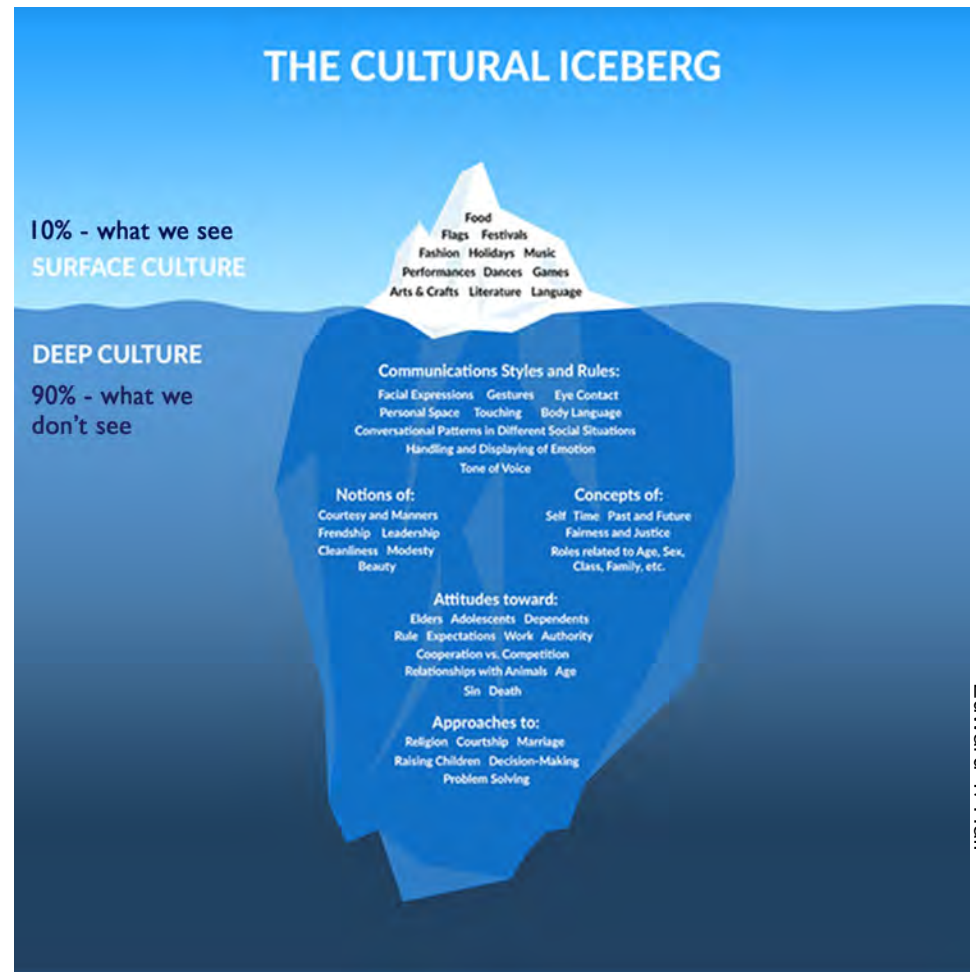 THE CULTURAL ICEBERG
10% - what we see
SURFACE CULTURE
Food
Flags Festivals
Fashion Holidays Music
Performances Dances Games
Arts & Crafts Literature Language
DEEP CULTURE
90% - what we
don't see
Communications Styles and Rules:
Facial Expressions Gestures Eye Contact
Personal Space Touching Body Language
Conversational Patterns in Different Social Situations
Handling and Displaying of Emotion
Tone of Voice
Notions of:
Courtesy and Manners
Frendship Leadership
Cleanliness Modesty
Beauty
Concepts of:
Self Time Past and Future
Fairness and Justice
Roles related to Age, Sex,
Class, Family, etc.
Attitudes toward:
Elders Adolescents Dependents
Rule Expectations Work Authority
Cooperation vs. Competition
Relationships with Animals Age
Sin Death
Approaches to:
Religion Courtship Marriage
Raising Children Decision-Making
Problem Solving